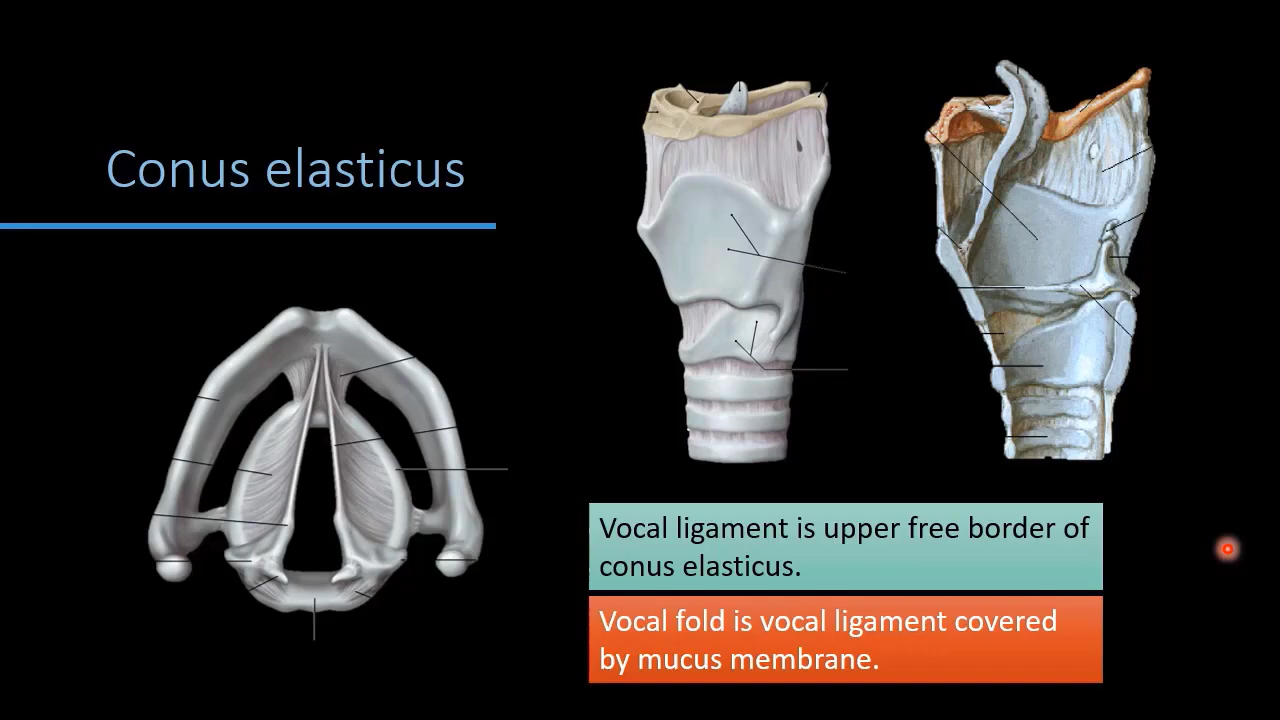 Conus elasticus
Vocal ligament is upper free border of
conus elasticus.
Vocal fold is vocal ligament covered
by mucus membrane.